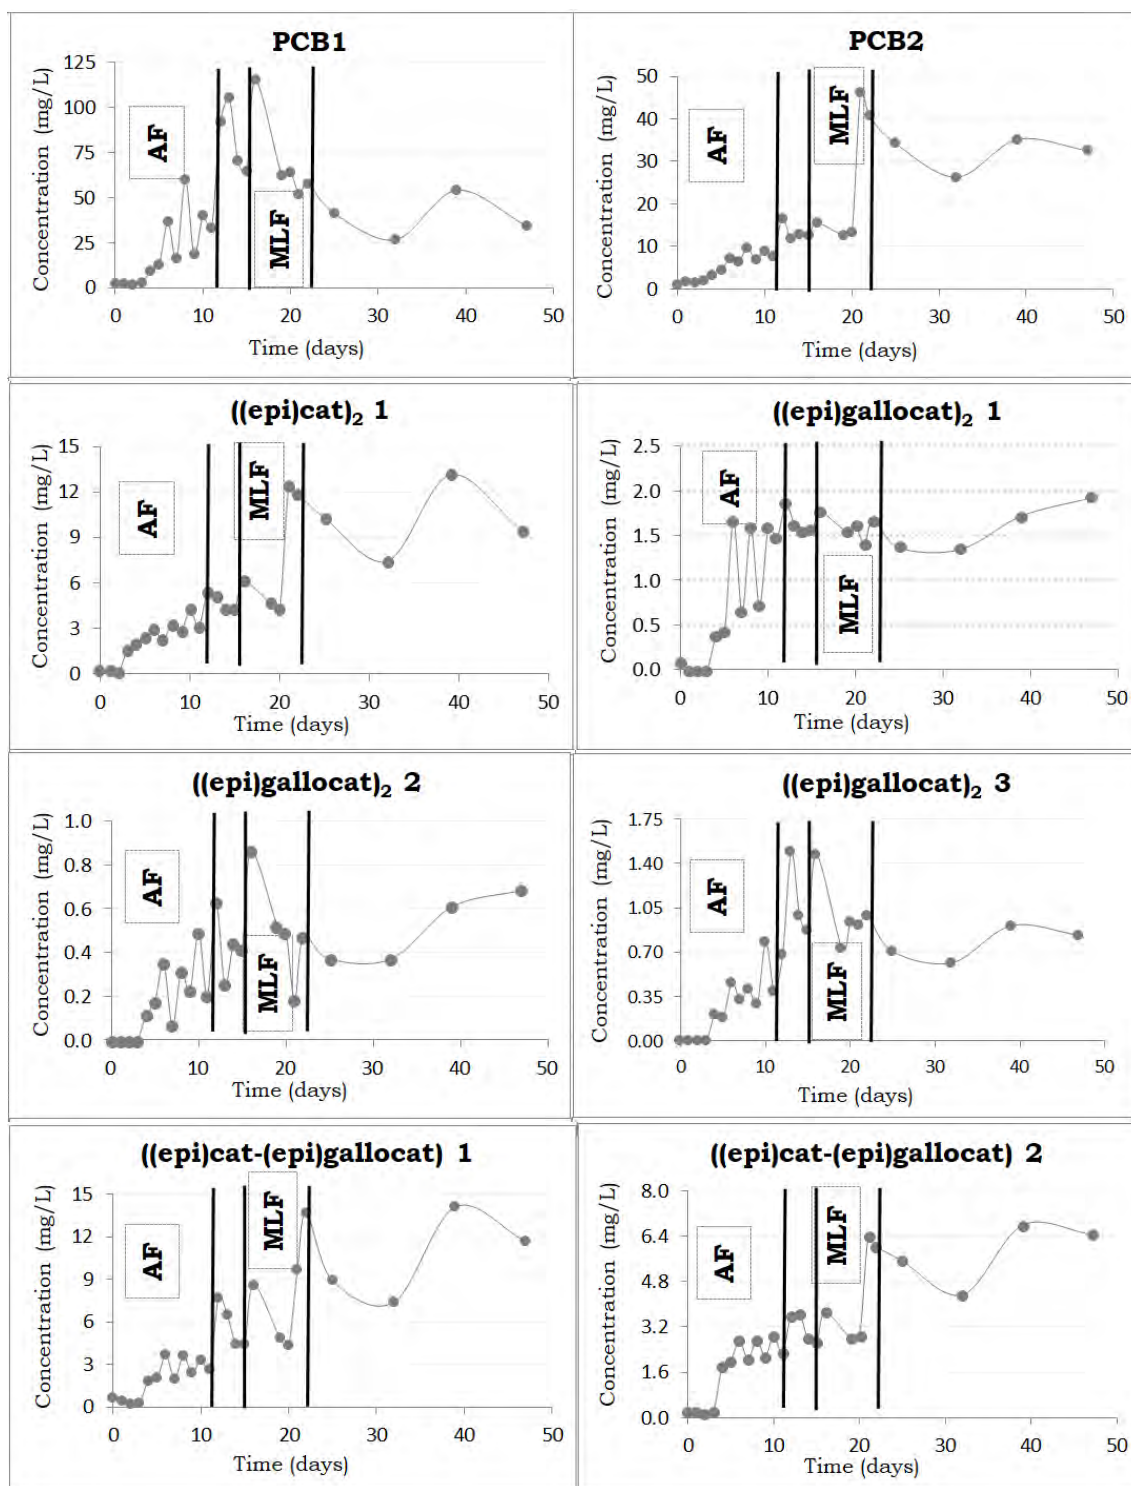 PCB1
Concentration (mg/L)
125
100
75
50
25
0
AF
MLF
0 10 20 30 40 50
Time (days)
PCB2
Concentration (mg/L)
50
40
30
20
10
0
AF
MLF
0 10 20 30 40 50
Time (days)
((epi)cat)₂ 1
Concentration (mg/L)
15
12
9
6
3
0
AF
MLF
0 10 20 30 40 50
Time (days)
((epi)gallocat)₂ 1
Concentration (mg/L)
2.5
2.0
1.5
1.0
0.5
0.0
AF
MLF
0 10 20 30 40 50
Time (days)
((epi)gallocat)₂ 2
Concentration (mg/L)
1.0
0.8
0.6
0.4
0.2
0.0
AF
MLF
0 10 20 30 40 50
Time (days)
((epi)gallocat)₂ 3
Concentration (mg/L)
1.75
1.40
1.05
0.70
0.35
0.00
AF
MLF
0 10 20 30 40 50
Time (days)
((epi)cat-(epi)gallocat) 1
Concentration (mg/L)
15
12
9
6
3
0
AF
MLF
0 10 20 30 40 50
Time (days)
((epi)cat-(epi)gallocat) 2
Concentration (mg/L)
8.0
6.4
4.8
3.2
1.6
0.0
AF
MLF
0 10 20 30 40 50
Time (days)